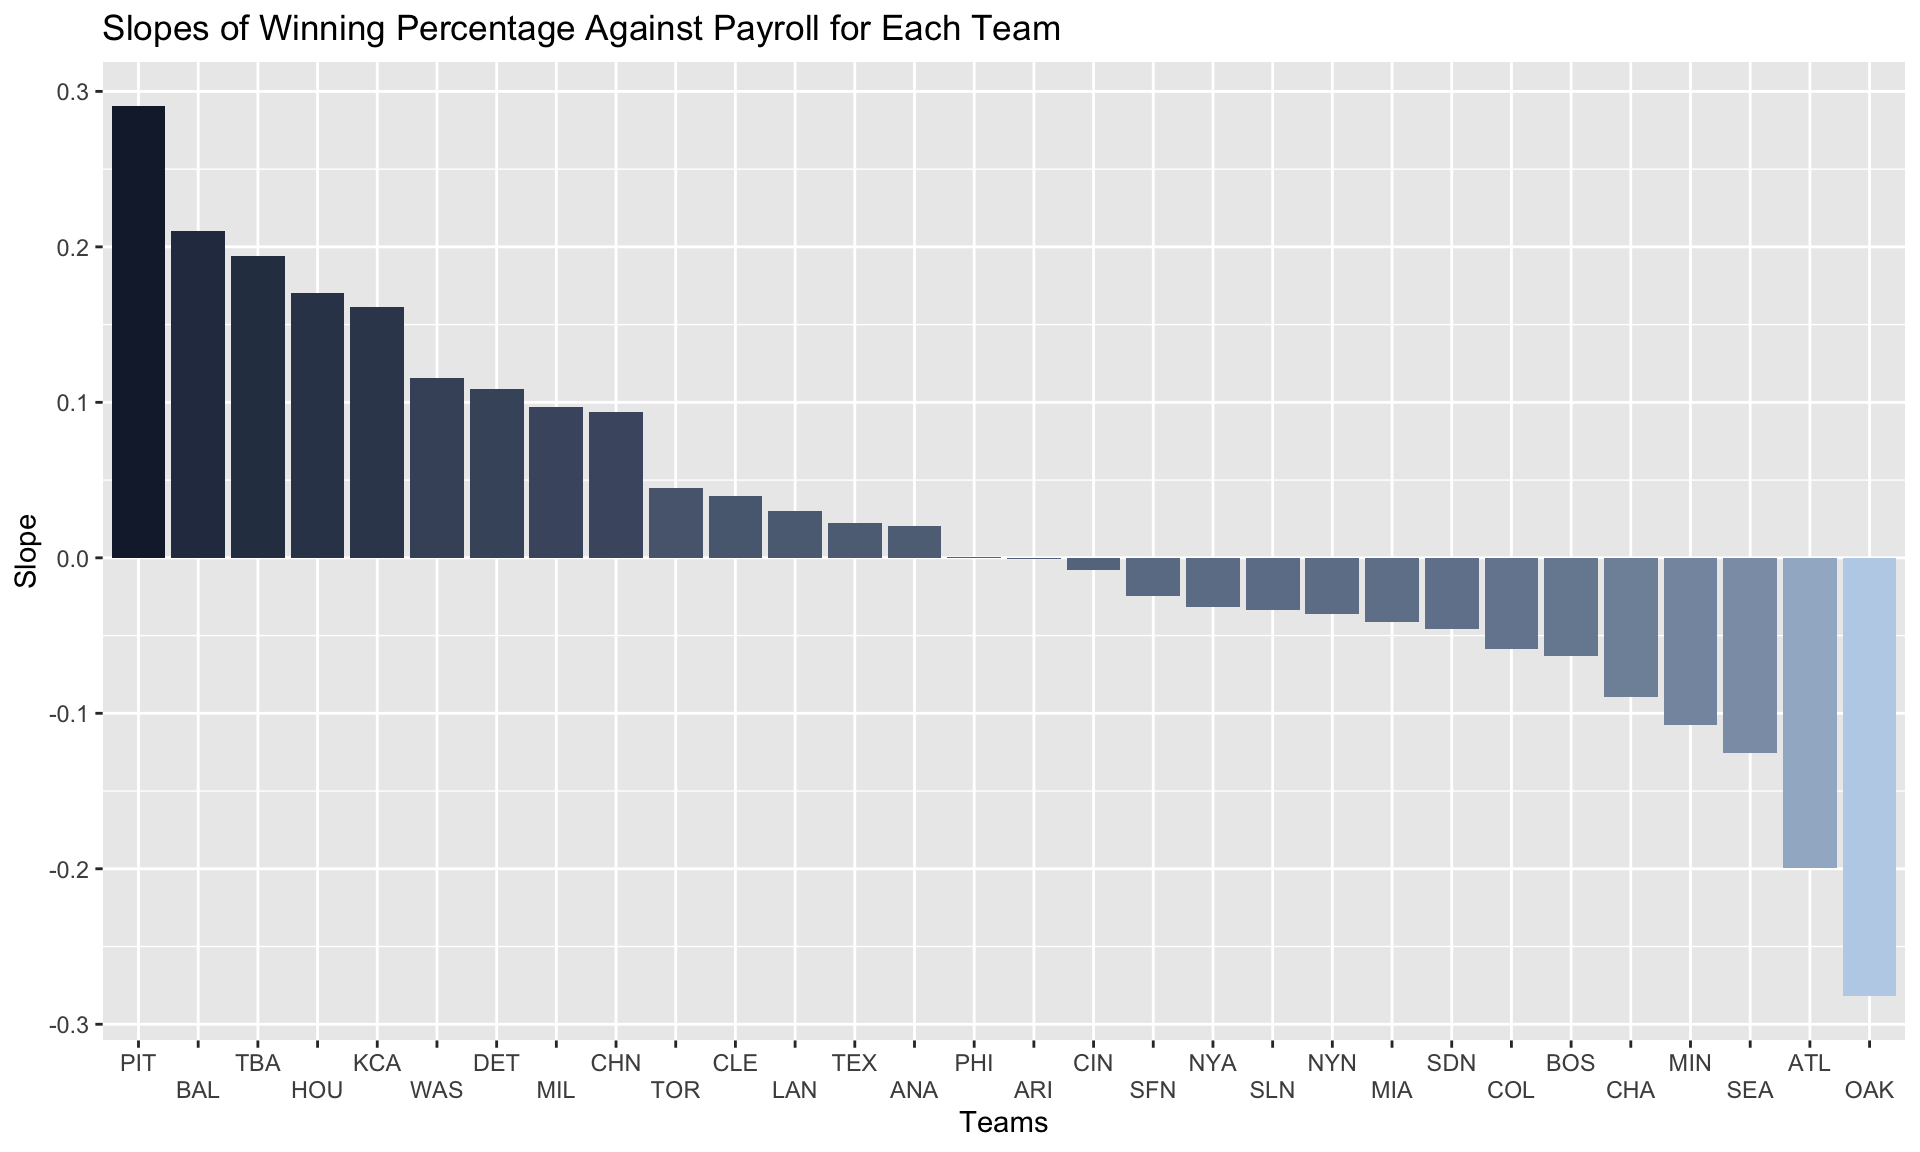 Slopes of Winning Percentage Against Payroll for Each Team
Slope
0.3
0.2
0.1
0.0
-0.1
-0.2
-0.3
PIT TBA KCA DET CHN CLE TEX PHI CIN NYA NYN SDN BOS MIN ATL
BAL HOU WAS MIL TOR LAN ANA ARI SFN SLN MIA COL CHA SEA OAK
Teams